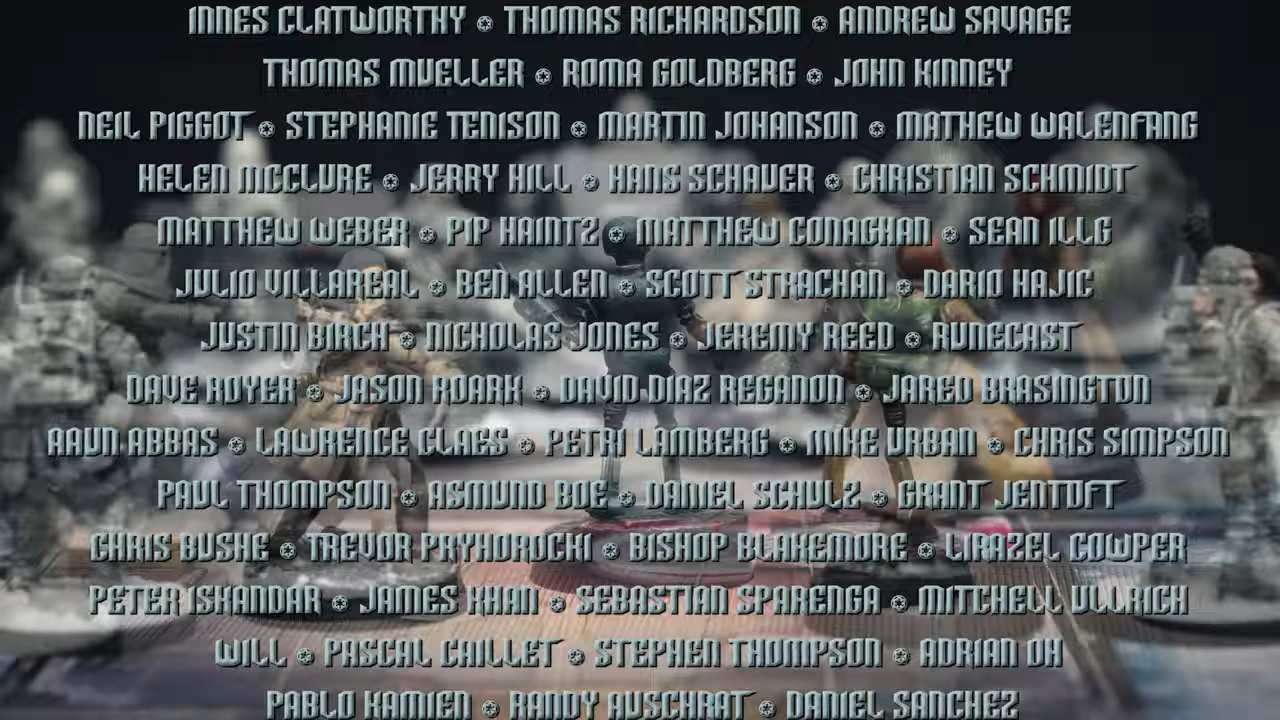 INNES CLATWORTHY • THOMAS RICHARDSON • ANDREW SAVAGE
THOMAS MUELLER • ROMA GOLDBERG • JOHN KINNEY
NEIL PIGGOT • STEPHANIE TENISON • MARTIN JOHANSON • MATHEW WALENFANG
HELEN MCCLURE • JERRY HILL • HANS SCHAUER • CHRISTIAN SCHMIDT
MATTHEW WEBER • PIP HAINTZ • MATTHEW CONAGHAN • SEAN ILLG
JULIO VILLAREAL • BEN ALLEN • SCOTT STRACHAN • DARIO HAJIC
JUSTIN BIRCH • NICHOLAS JONES • JEREMY REED • RUNECAST
DAVE ROYER • JASON ROARK • DAVID DIAZ REGANON • JARED BRASINGTON
AAUN ABBAS • LAWRENCE CLAES • PETRI LAMBERG • MIKE URBAN • CHRIS SIMPSON
PAUL THOMPSON • ASMUND BOE • DANIEL SCHULZ • GRANT JENTOFT
CHRIS BUSHE • TREVOR PRYHOROCKI • BISHOP BLAKEMORE • LIRAZEL COWPER
PETER ISKANDAR • JAMES KHAN • SEBASTIAN SPARENGA • MITCHELL ULLRICH
WILL • PASCAL CAILLET • STEPHEN THOMPSON • ADRIAN OH
PABLO KAMIEN • RANDY AUSCHRAT • DANIEL SANCHEZ